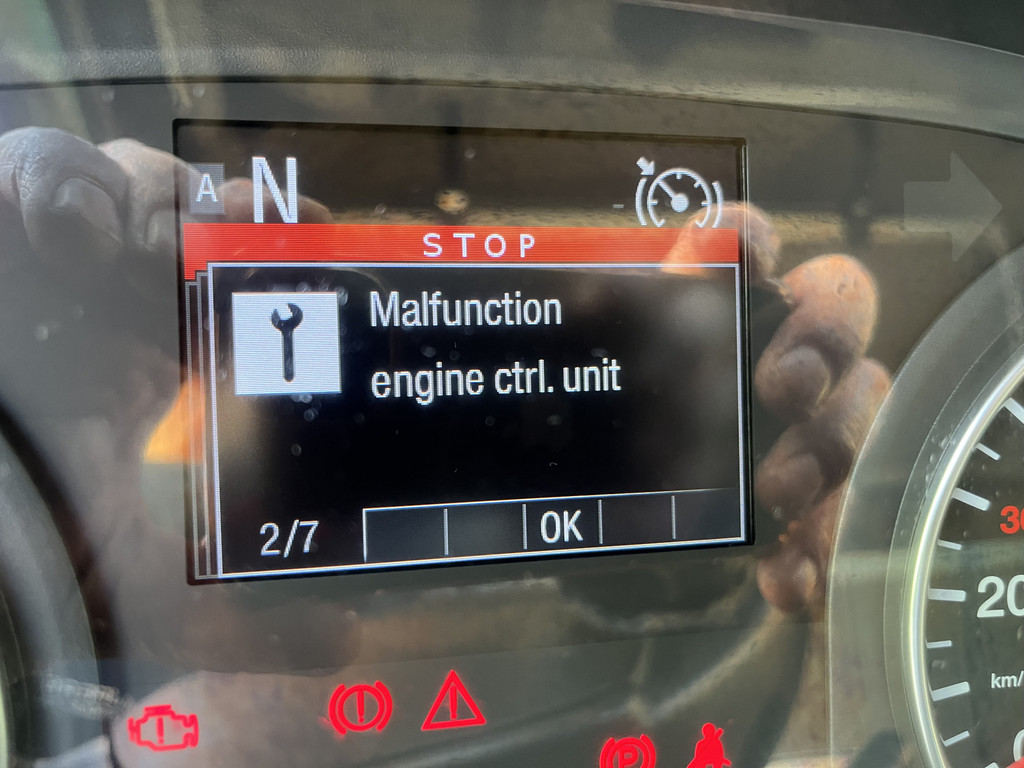 A N
STOP
Malfunction
engine ctrl. unit
2/7 OK
20
km/
P